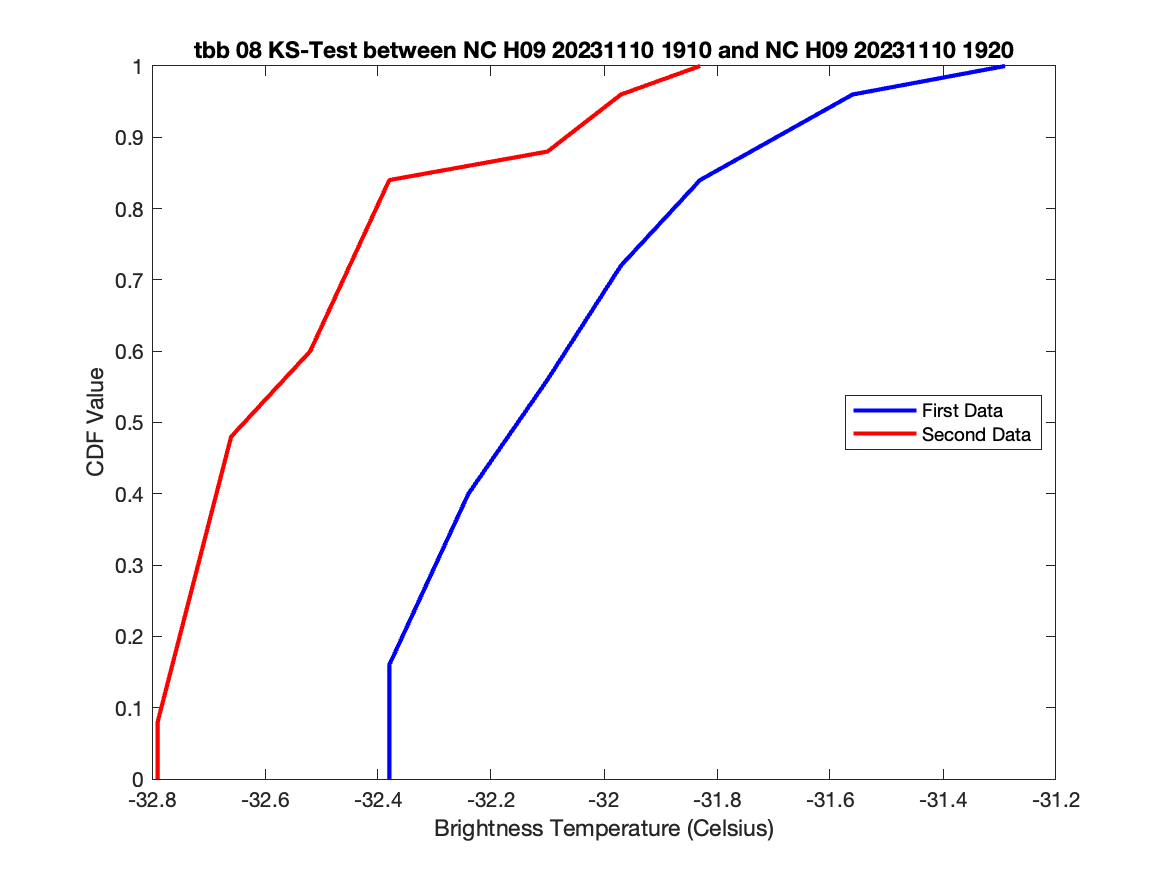 tbb 08 KS-Test between NC H09 20231110 1910 and NC H09 20231110 1920
1
0.9
0.8
0.7
0.6
0.5
0.4
0.3
0.2
0.1
0
CDF Value
First Data
Second Data
-32.8 -32.6 -32.4 -32.2 -32 -31.8 -31.6 -31.4 -31.2
Brightness Temperature (Celsius)